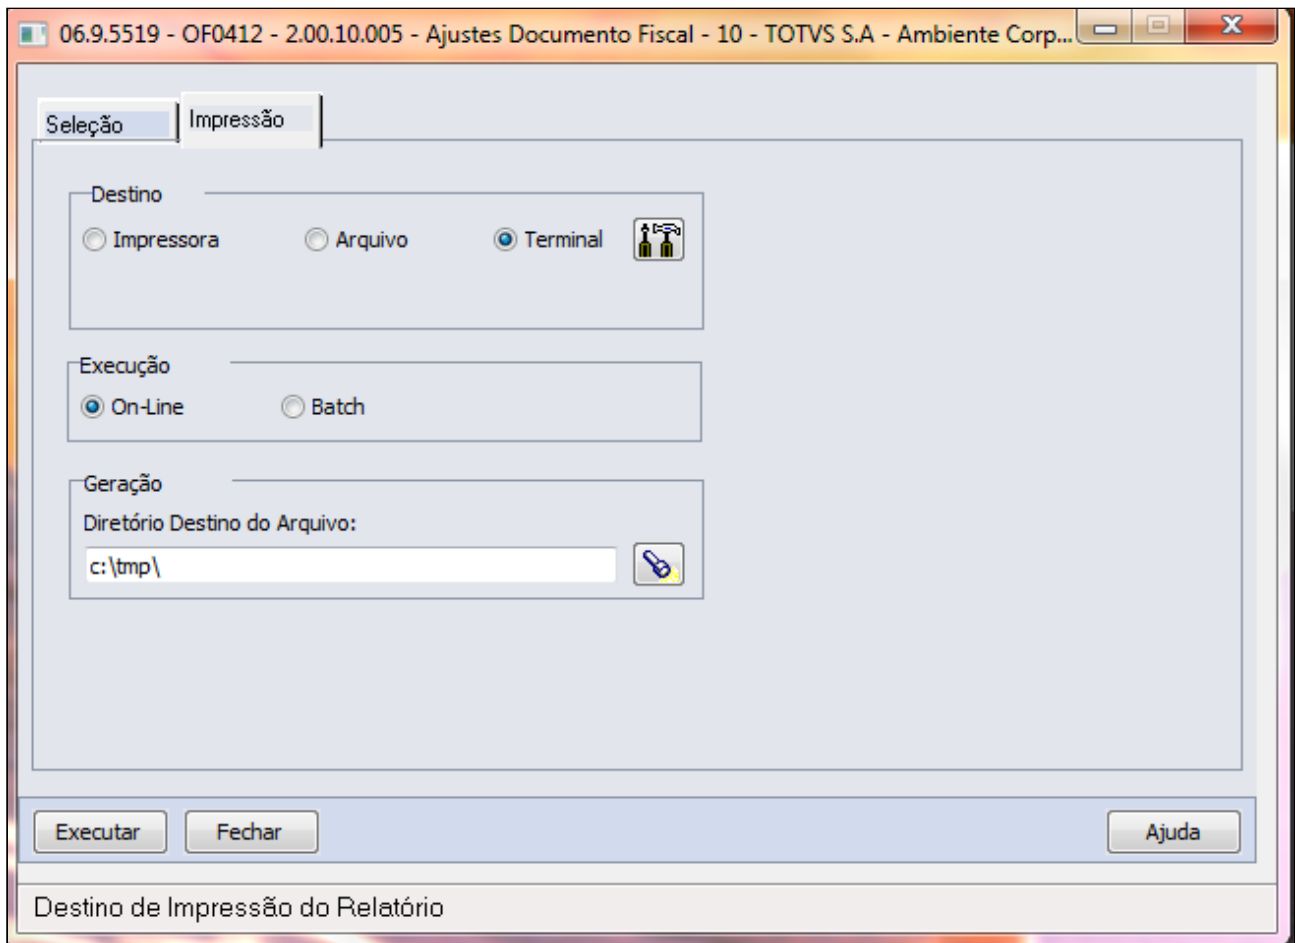 06.9.5519 - OF0412 - 2.00.10.005 - Ajustes Documento Fiscal - 10 - TOTVS S.A - Ambiente Corp...
Seleção Impressão
Destino
Impressora Arquivo Terminal
Execução
On-Line Batch
Geração
Diretório Destino do Arquivo:
c:\tmp\
Executar Fechar Ajuda
Destino de Impressão do Relatório